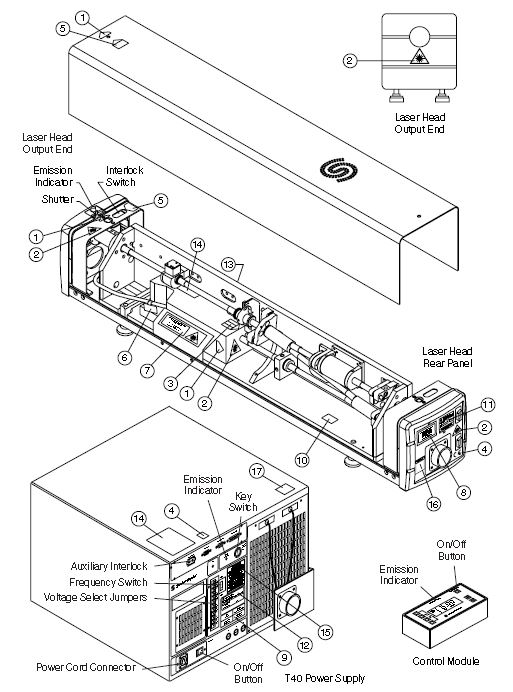 1
5
2
Laser Head
Output End
Laser Head
Output End
Emission
Indicator
Interlock
Switch
Shutter
5
1
2
14
13
6
7
3
1
2
10
Laser Head
Rear Panel
11
2
4
16
8
Emission
Indicator
17
Key
Switch
14
4
Auxiliary Interlock
Frequency Switch
Voltage Select Jumpers
15
12
9
Power Cord Connector
On/Off
Button
T40 Power Supply
On/Off
Button
Emission
Indicator
Control Module